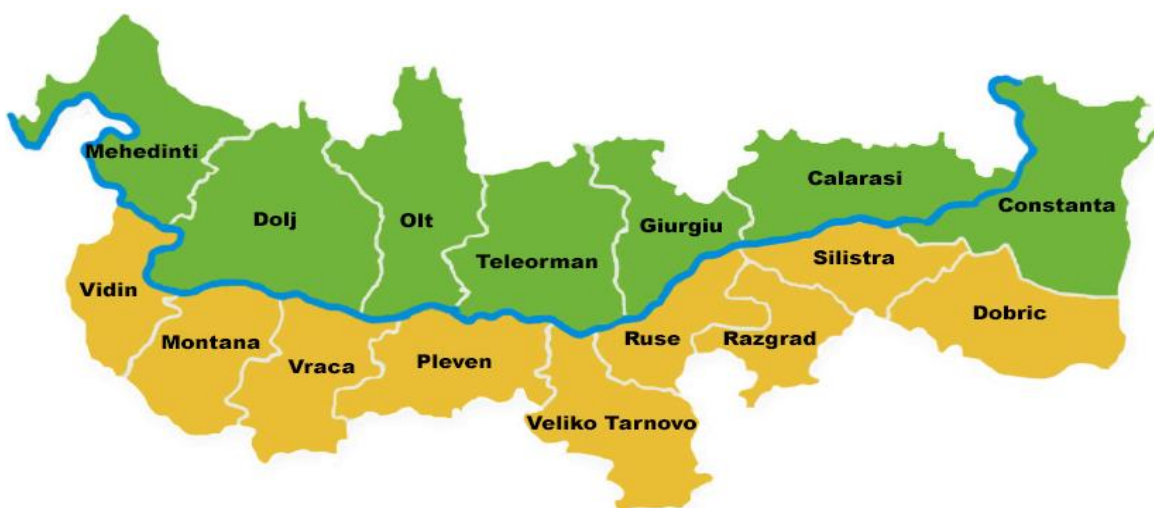 Mehedinti
Dolj
Olt
Teleorman
Giurgiu
Calarasi
Constanta
Vidin
Montana
Vraca
Pleven
Veliko Tarnovo
Ruse
Razgrad
Silistra
Dobric